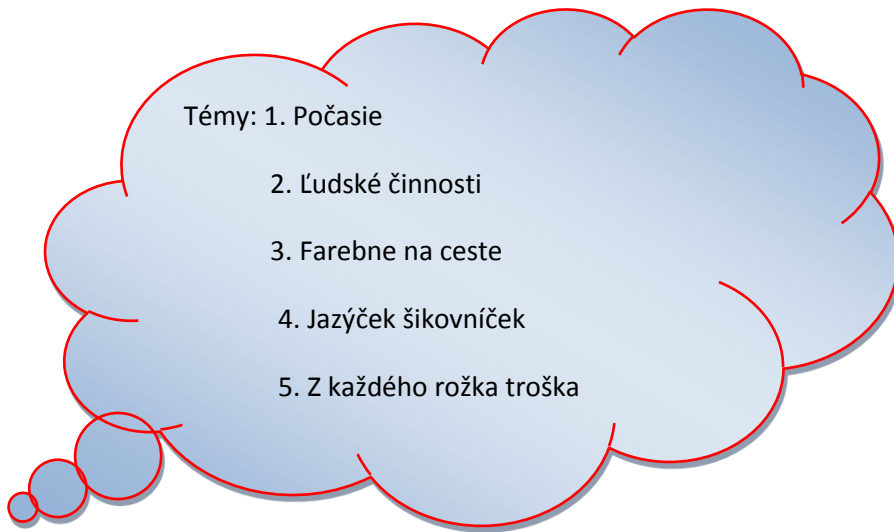 Témy: 1. Počasie
2. Ľudské činnosti
3. Farebne na ceste
4. Jazýček šikovníček
5. Z každého rožka troška